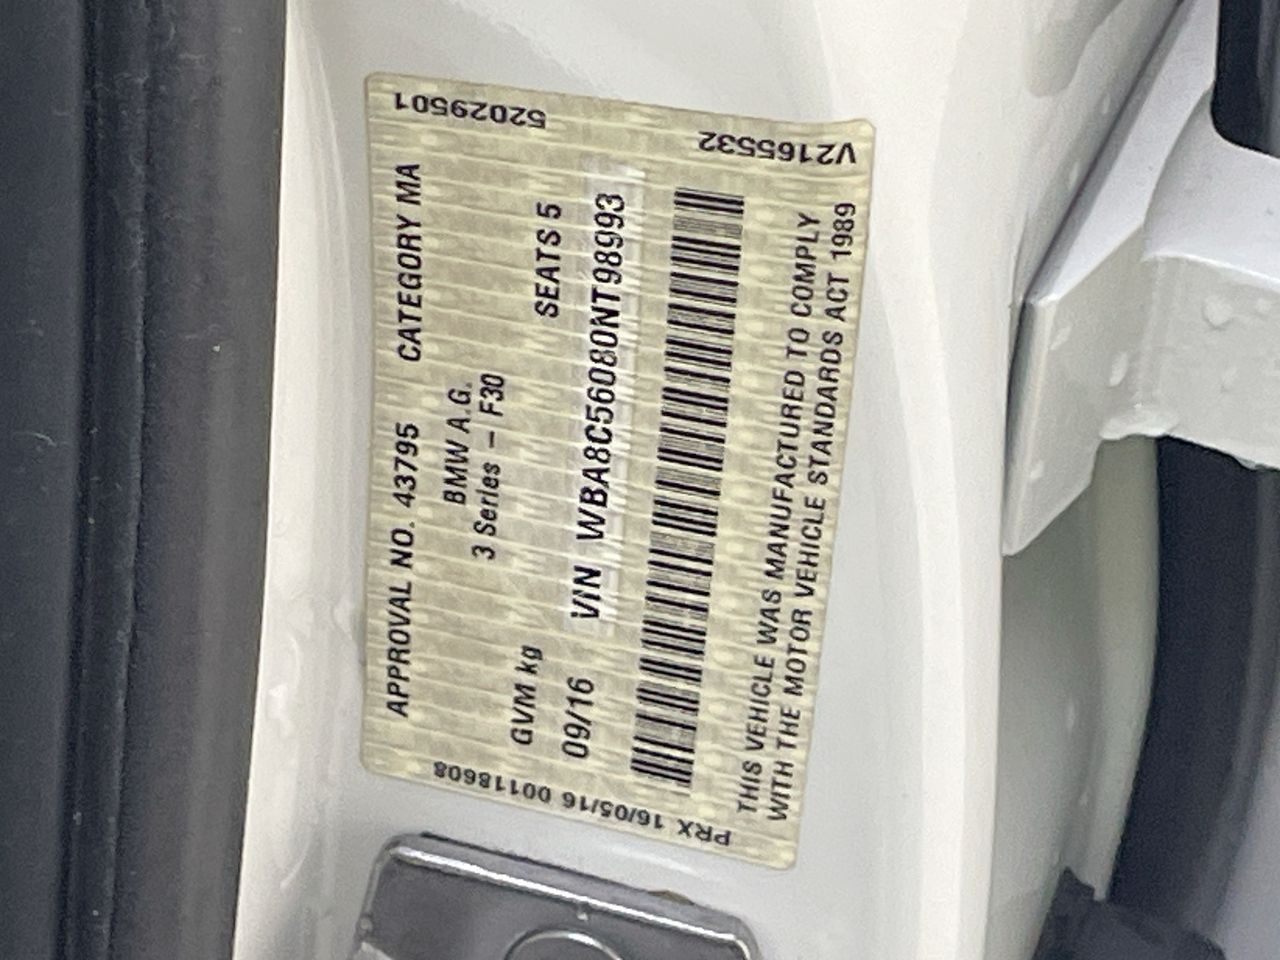 APPROVAL NO. 43795 CATEGORY MA
BMW A.G.
3 Series – F30
GVM kg SEATS 5
09/16 VIN WBA8C56080NT98993
THIS VEHICLE WAS MANUFACTURED TO COMPLY
WITH THE MOTOR VEHICLE STANDARDS ACT 1989
52029501
V2165532
PRX 16/05/16 00118608